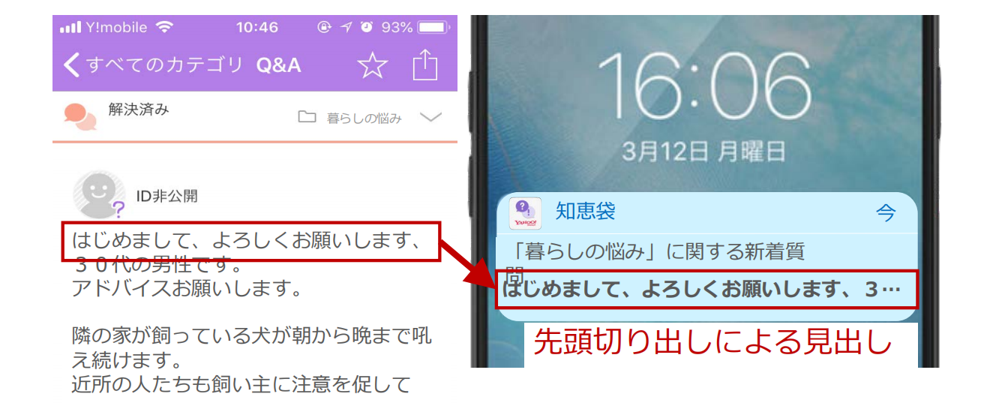 Y!mobile 10:46 93%
すべてのカテゴリ Q&A
解決済み
暮らしの悩み
ID非公開
はじめまして、よろしくお願いします、
３０代の男性です。
アドバイスお願いします。
隣の家が飼っている犬が朝から晩まで吼
え続けます。
近所の人たちも飼い主に注意を促して
16:06
3月12日 月曜日
YAHOO!
知恵袋 今
「暮らしの悩み」に関する新着質
問
はじめまして、よろしくお願いします、３…
先頭切り出しによる見出し